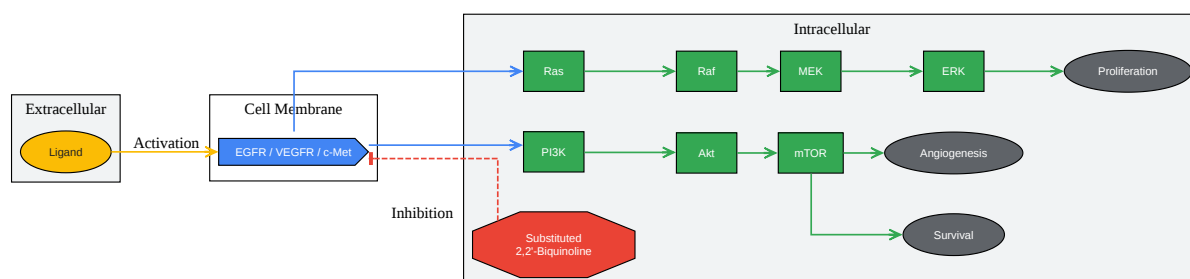 Intracellular
Ras
Raf
MEK
ERK
Proliferation
Extracellular
Ligand
Activation
Cell Membrane
EGFR / VEGFR / c-Met
PI3K
Akt
mTOR
Angiogenesis
Inhibition
Substituted
2,2'-Biquinoline
Survival